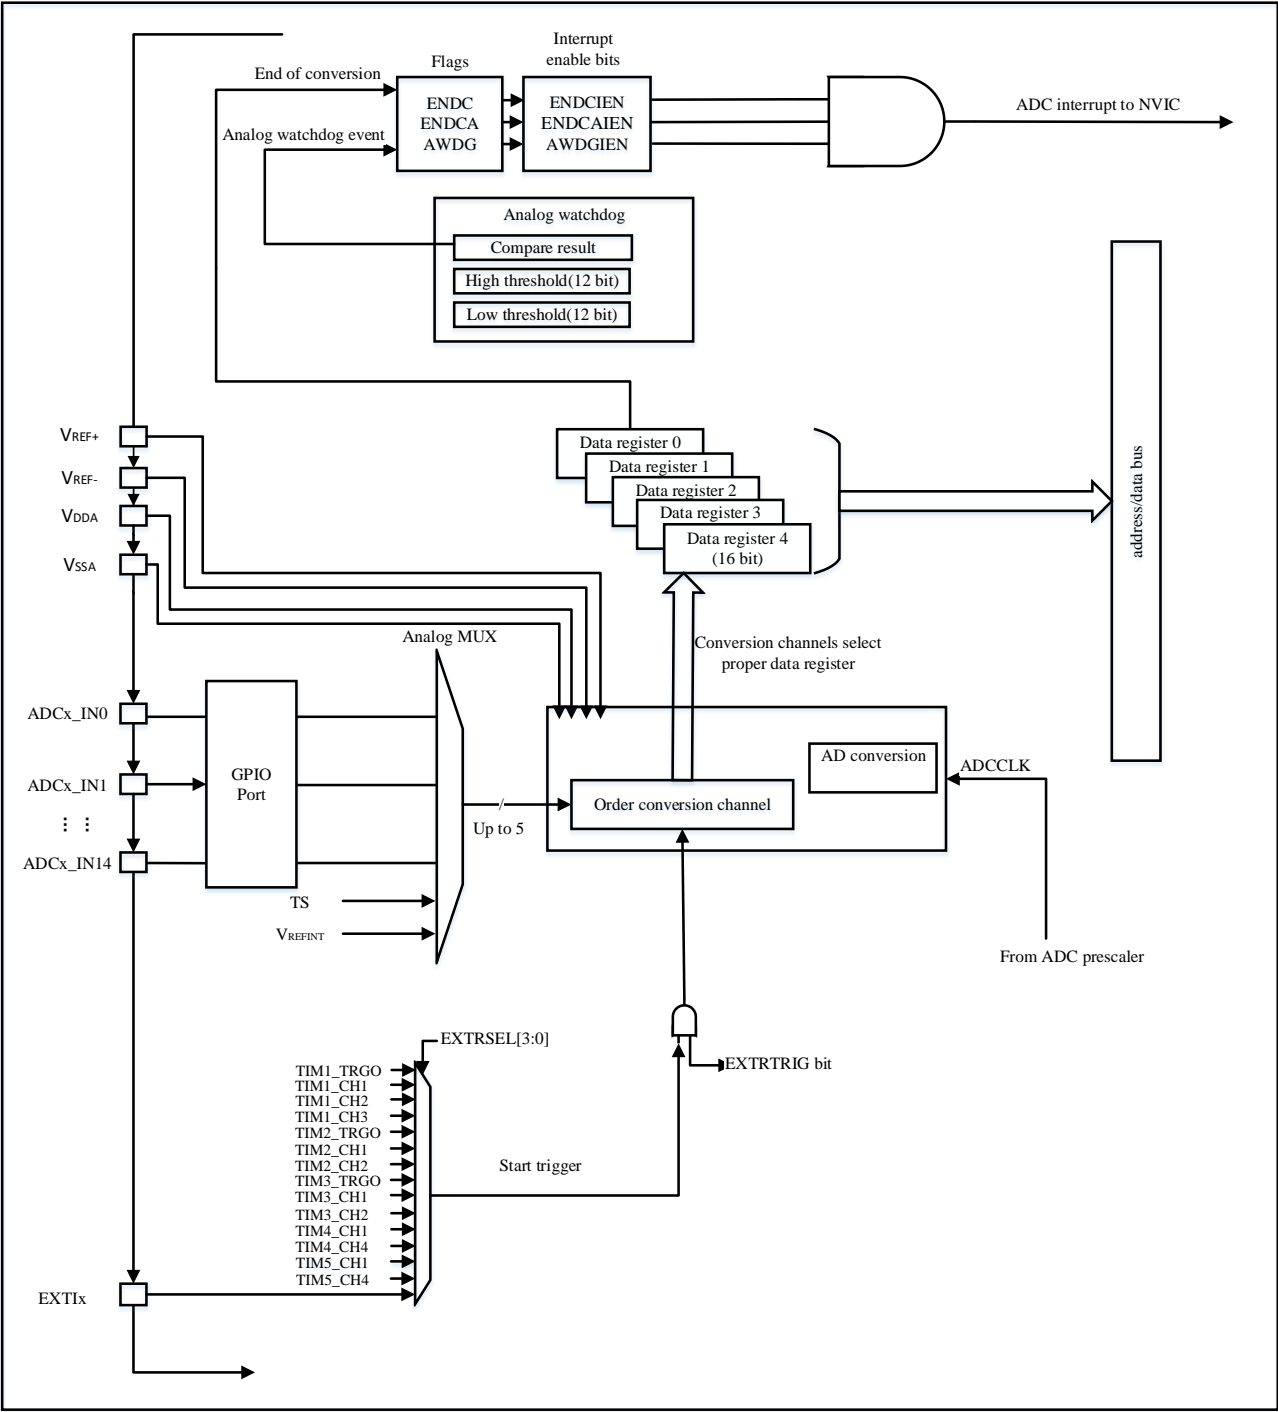 Interrupt
enable bits
Flags
End of conversion
ENDC
ENDCA
AWDG
ENDCIEN
ENDCAIEN
AWDGIEN
ADC interrupt to NVIC
Analog watchdog event
Analog watchdog
Compare result
High threshold(12 bit)
Low threshold(12 bit)
VREF+
VREF-
VDDA
VSSA
Data register 0
Data register 1
Data register 2
Data register 3
Data register 4
(16 bit)
address/data bus
Analog MUX
Conversion channels select
proper data register
ADCx_IN0
ADCx_IN1
⋮ ⋮
ADCx_IN14
GPIO
Port
Up to 5
AD conversion
Order conversion channel
ADCCLK
TS
VREFINT
From ADC prescaler
EXTRSEL[3:0]
EXTRTRIG bit
TIM1_TRGO
TIM1_CH1
TIM1_CH2
TIM1_CH3
TIM2_TRGO
TIM2_CH1
TIM2_CH2
TIM3_TRGO
TIM3_CH1
TIM3_CH2
TIM4_CH1
TIM4_CH4
TIM5_CH1
TIM5_CH4
Start trigger
EXTIx